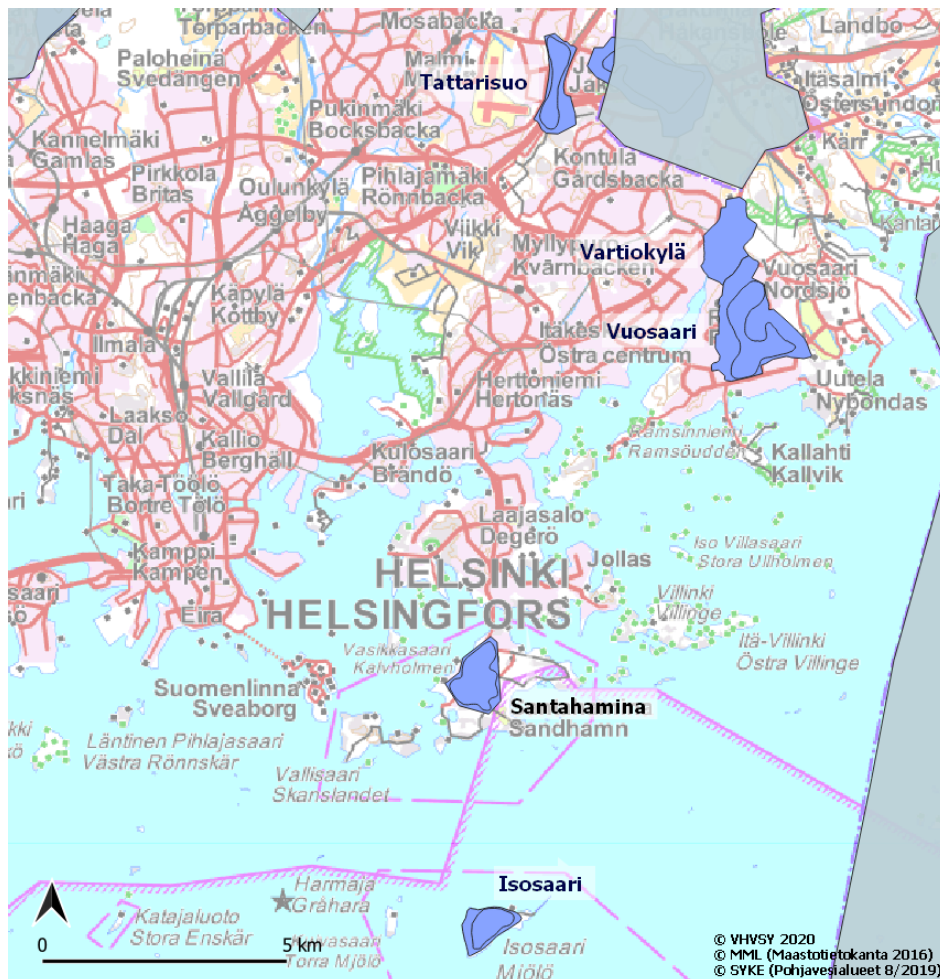 Mosabacka
Torparbacken
Landbo
Paloheinä
Svedängen
Malmi
Tattarisuo
Pukinmäki
Bocksbacka
Östersundom
Kannelmäki
Gamlas
Kärr
Pirkkola
Britas
Oulunkylä
Åggelby
Pihlajamäki
Rönnbacka
Kontula
Gårdsbacka
Haaga
Haga
Viikki
Vik
Vartiokylä
Kvarnbacken
Vuosaari
Nordsjö
Käpylä
Kottby
Ilmala
Vuosaari
Östra centrum
Vallila
Vallgård
Herttoniemi
Hertonäs
Uutela
Nybondas
Laakso
Dal
Kallio
Berghäll
Kulosaari
Brändö
Ramsinniemi
Ramsöudden
Kallahti
Kallvik
Taka-Töölö
Bortre Tölö
Laajasalo
Degerö
Kamppi
Kampen
Iso Villasaari
Stora Ullholmen
Jollas
HELSINKI
HELSINGFORS
Eira
Villinki
Villinge
Itä-Villinki
Östra Villinge
Vasikkasaari
Kalvholmen
Suomenlinna
Sveaborg
Santahamina
Sandhamn
Läntinen Pihlajasaari
Västra Rönnskär
Vallisaari
Skanslandet
Isosaari
Harmaja
Gråhara
Katajaluoto
Stora Enskär
Kuivasaari
Torra Mjölö
Isosaari
Mjölö
0 5 km
© VHVSY 2020
© MML (Maastotietokanta 2016)
© SYKE (Pohjavesialueet 8/2019)